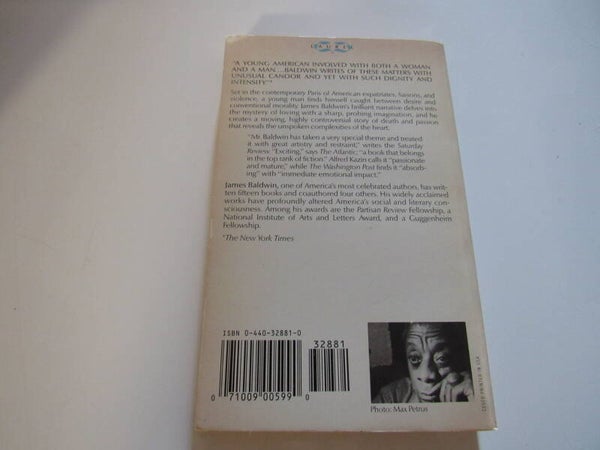 LAUREL
"A YOUNG AMERICAN INVOLVED WITH BOTH A WOMAN
AND A MAN...BALDWIN WRITES OF THESE MATTERS WITH
UNUSUAL CANDOR AND YET WITH SUCH DIGNITY AND
INTENSITY."*
Set in the contemporary Paris of American expatriates, liaisons, and
violence, a young man finds himself caught between desire and
conventional morality. James Baldwin's brilliant narrative delves into
the mystery of loving with a sharp, probing imagination, and he
creates a moving, highly controversial story of death and passion
that reveals the unspoken complexities of the heart.
"Mr. Baldwin has taken a very special theme and treated
it with great artistry and restraint," writes the Saturday
Review. "Exciting," says The Atlantic; "a book that belongs
in the top rank of fiction." Alfred Kazin calls it "passionate
and mature," while The Washington Post finds it "absorb-
ing" with "immediate emotional impact."
James Baldwin, one of America's most celebrated authors, has writ-
ten fifteen books and coauthored four others. His widely acclaimed
works have profoundly altered America's social and literary con-
sciousness. Among his awards are the Partisan Review Fellowship, a
National Institute of Arts and Letters Award, and a Guggenheim
Fellowship.
*The New York Times
ISBN 0-440-32881-0
32881
0 71009 00599 0
Photo: Max Petrus
PRINTED IN USA